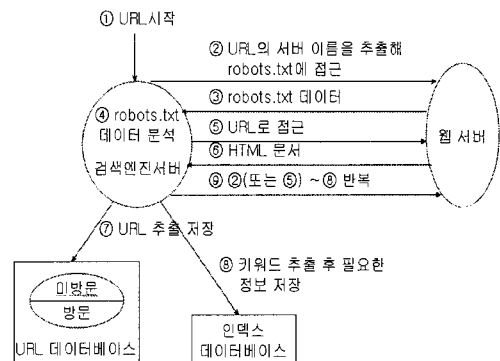 ① URL시작
② URL의 서버 이름을 추출해
robots.txt에 접근
③ robots.txt 데이터
④ robots.txt
데이터 분석
검색엔진서버
⑤ URL로 접근
⑥ HTML 문서
⑨ ②(또는 ⑤) ~⑧ 반복
웹 서버
⑦ URL 추출 저장
⑧ 키워드 추출 후 필요한
정보 저장
미방문
방문
URL 데이터베이스
인덱스
데이터베이스